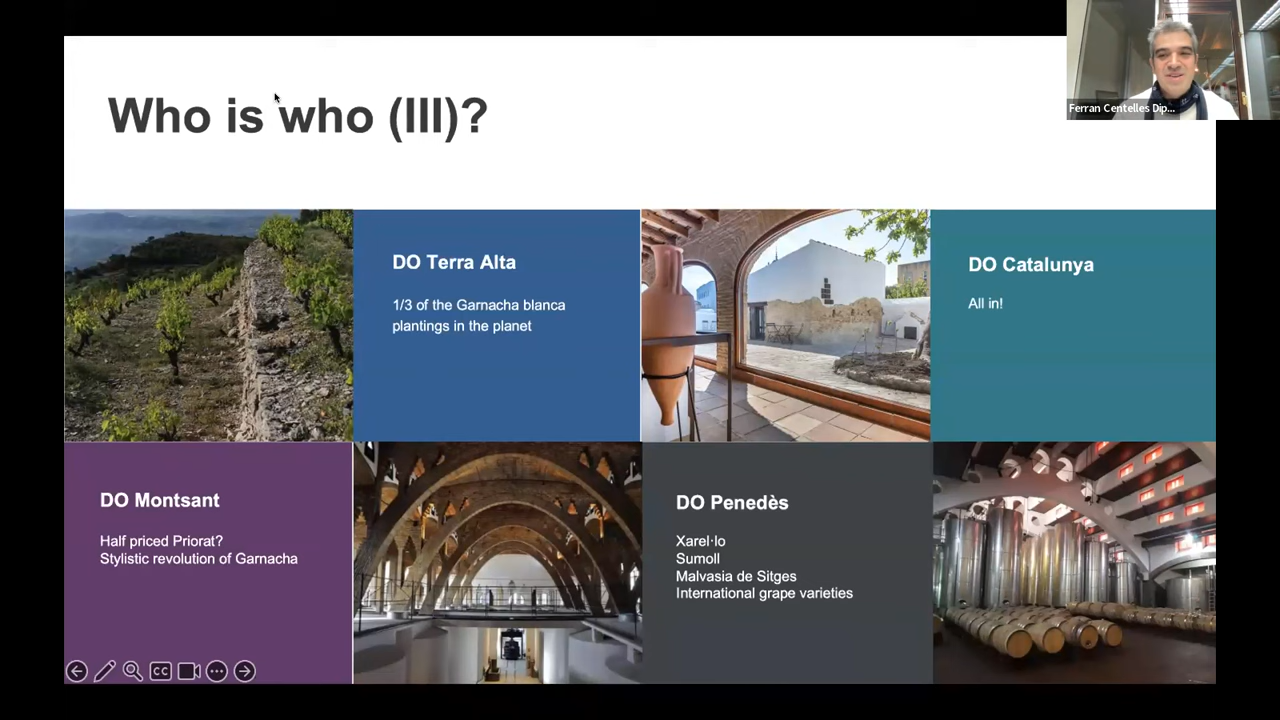 Who is who (III)?
Ferran Centelles Dip...
DO Terra Alta
1/3 of the Garnacha blanca
plantings in the planet
DO Catalunya
All in!
DO Montsant
Half priced Priorat?
Stylistic revolution of Garnacha
DO Penedès
Xarel·lo
Sumoll
Malvasia de Sitges
International grape varieties
CC